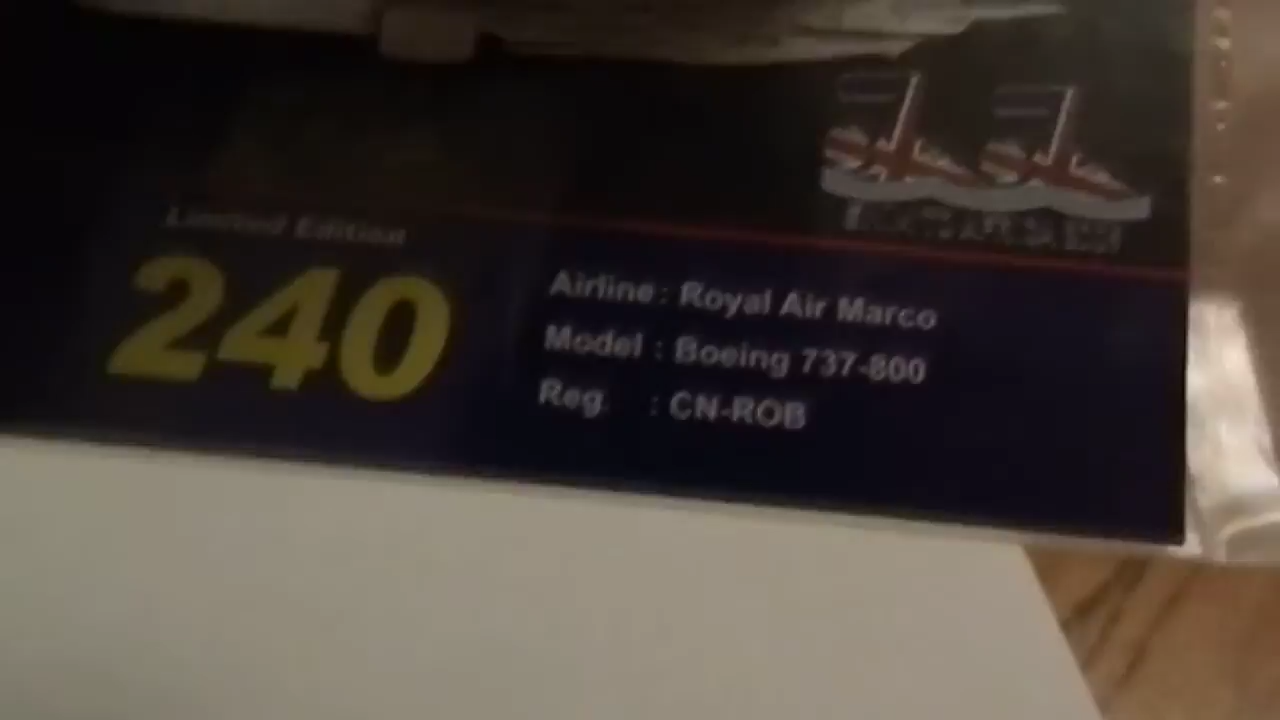 Limited Edition
240
Airline : Royal Air Marco
Model : Boeing 737-800
Reg. : CN-ROB